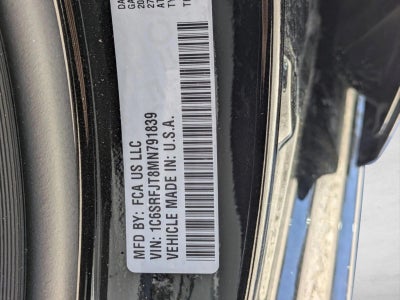 MFD BY: FCA US LLC
VIN: 1C6SRFJT8MN791839
VEHICLE MADE IN: U.S.A.